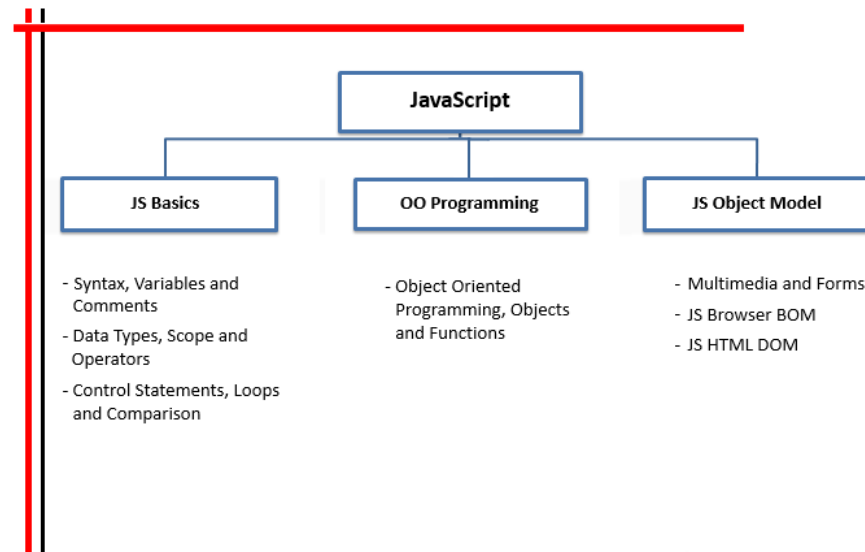 JavaScript
JS Basics
OO Programming
JS Object Model
- Syntax, Variables and
Comments
- Data Types, Scope and
Operators
- Control Statements, Loops
and Comparison
- Object Oriented
Programming, Objects
and Functions
- Multimedia and Forms
- JS Browser BOM
- JS HTML DOM